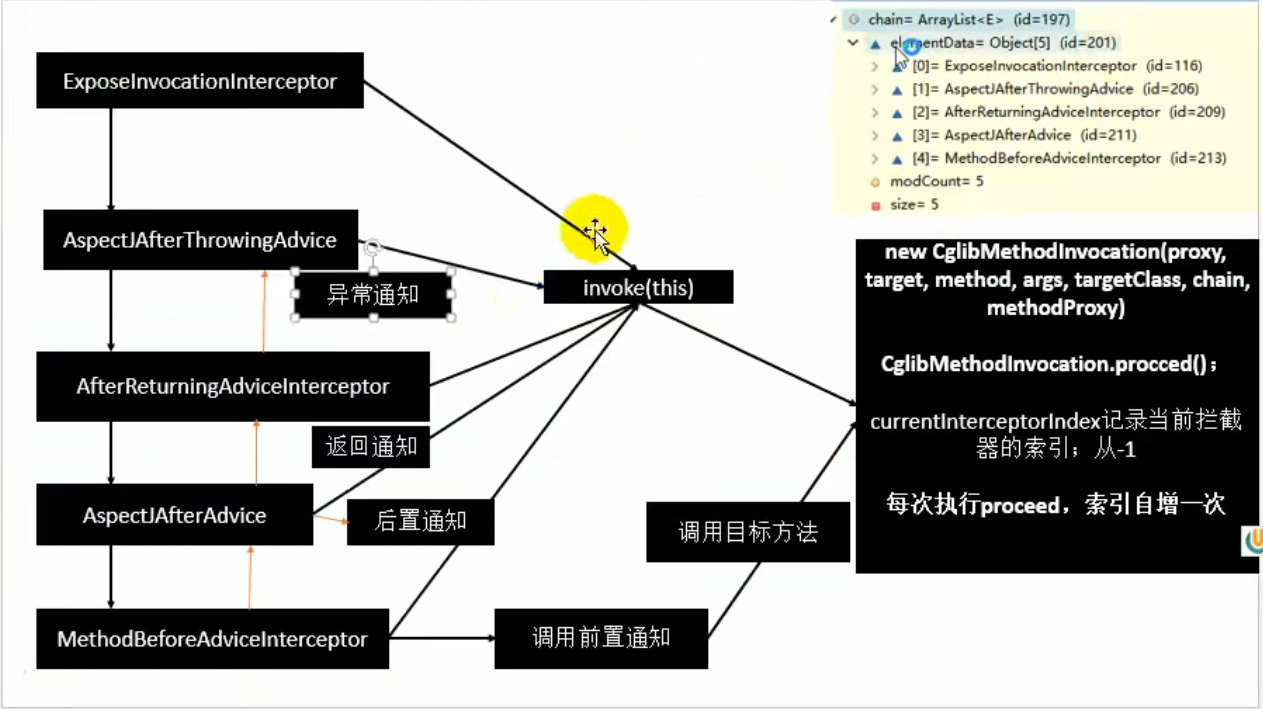 chain= ArrayList<E> (id=197)
elementData= Object[5] (id=201)
[0]= ExposeInvocationInterceptor (id=116)
[1]= AspectJAfterThrowingAdvice (id=206)
[2]= AfterReturningAdviceInterceptor (id=209)
[3]= AspectJAfterAdvice (id=211)
[4]= MethodBeforeAdviceInterceptor (id=213)
modCount= 5
size= 5
ExposeInvocationInterceptor
AspectJAfterThrowingAdvice
异常通知
invoke(this)
AfterReturningAdviceInterceptor
返回通知
AspectJAfterAdvice
后置通知
MethodBeforeAdviceInterceptor
调用前置通知
调用目标方法
new CglibMethodInvocation(proxy,
target, method, args, targetClass, chain,
methodProxy)
CglibMethodInvocation.procced()；
currentInterceptorIndex记录当前拦截
器的索引；从-1
每次执行proceed，索引自增一次